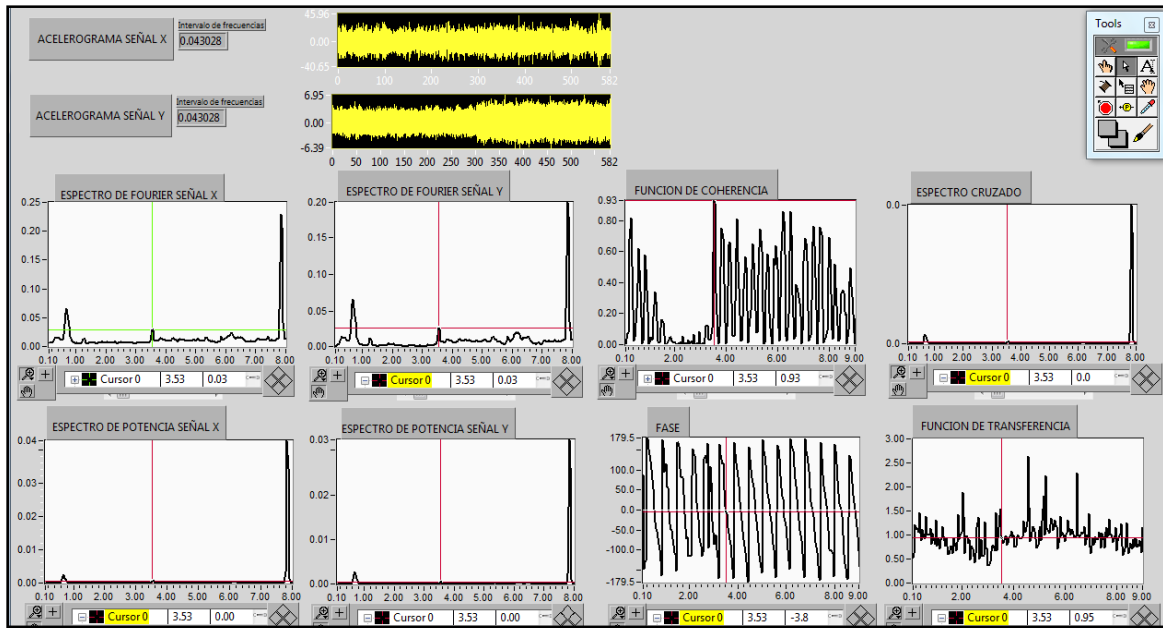 Tools
ACELEROGRAMA SEÑAL X
Intervalo de frecuencias
0.043028
45.96
0.00
-40.65
0 100 200 300 400 500 582
ACELEROGRAMA SEÑAL Y
Intervalo de frecuencias
0.043028
6.95
0.00
-6.39
0 50 100 150 200 250 300 350 400 450 500 582
ESPECTRO DE FOURIER SEÑAL X
0.25
0.20
0.15
0.10
0.05
0.00
0.10 1.00 2.00 3.00 4.00 5.00 6.00 8.00
Cursor 0 3.53 0.03
ESPECTRO DE FOURIER SEÑAL Y
0.20
0.15
0.10
0.05
0.00
0.10 1.00 2.00 3.00 4.00 5.00 6.00 8.00
Cursor 0 3.53 0.03
FUNCION DE COHERENCIA
0.93
0.80
0.60
0.40
0.20
0.00
0.10 2.00 4.00 6.00 8.00 9.00
Cursor 0 3.53 0.93
ESPECTRO CRUZADO
0.0
0.0
0.10 1.00 2.00 3.00 4.00 5.00 6.00 8.00
Cursor 0 3.53 0.0
ESPECTRO DE POTENCIA SEÑAL X
0.04
0.03
0.02
0.01
0.00
0.10 1.00 2.00 3.00 4.00 5.00 6.00 8.00
Cursor 0 3.53 0.00
ESPECTRO DE POTENCIA SEÑAL Y
0.03
0.02
0.01
0.00
0.10 1.00 2.00 3.00 4.00 5.00 6.00 8.00
Cursor 0 3.53 0.00
FASE
179.5
100.0
50.0
0.0
-50.0
-100.0
-179.5
0.10 2.00 4.00 6.00 8.00 9.00
Cursor 0 3.53 -3.8
FUNCION DE TRANSFERENCIA
3.00
2.50
2.00
1.50
1.00
0.50
0.00
0.10 2.00 4.00 6.00 8.00 9.00
Cursor 0 3.53 0.95